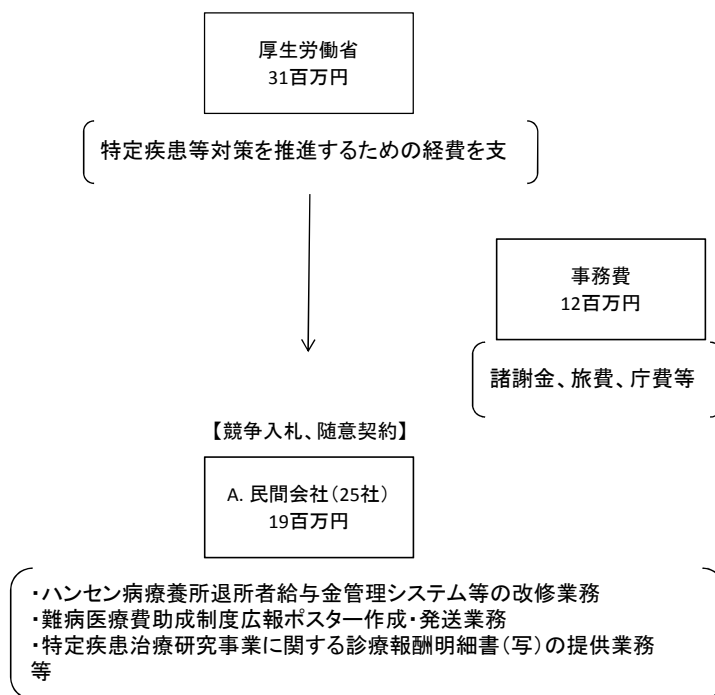 厚生労働省
31百万円
特定疾患等対策を推進するための経費を支
事務費
12百万円
諸謝金、旅費、庁費等
【競争入札、随意契約】
A. 民間会社（25社）
19百万円
・ハンセン病療養所退所者給与金管理システム等の改修業務
・難病医療費助成制度広報ポスター作成・発送業務
・特定疾患治療研究事業に関する診療報酬明細書（写）の提供業務
等